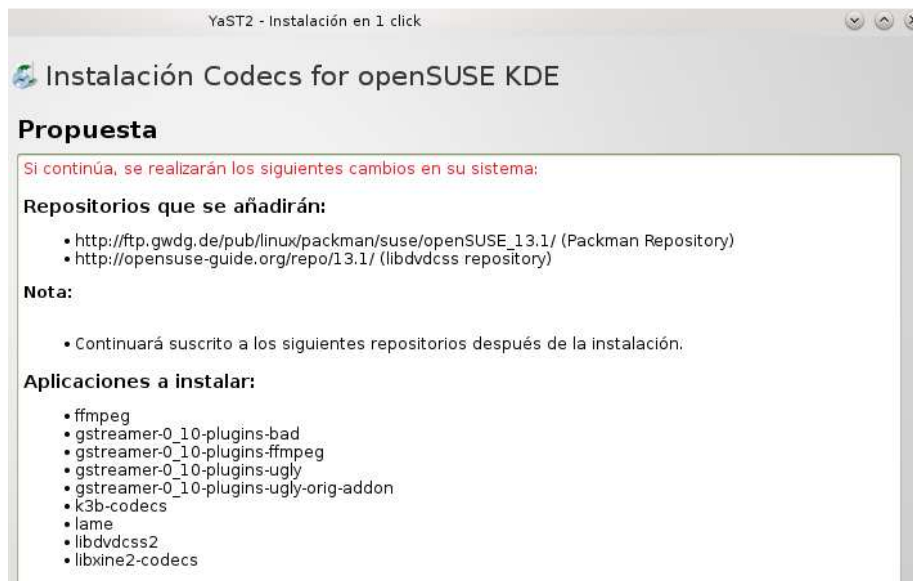 YaST2 - Instalación en 1 click
Instalación Codecs for openSUSE KDE
Propuesta
Si continúa, se realizarán los siguientes cambios en su sistema:
Repositorios que se añadirán:
• http://ftp.gwdg.de/pub/linux/packman/suse/openSUSE_13.1/ (Packman Repository)
• http://opensuse-guide.org/repo/13.1/ (libdvdcss repository)
Nota:
• Continuará suscrito a los siguientes repositorios después de la instalación.
Aplicaciones a instalar:
• ffmpeg
• gstreamer-0_10-plugins-bad
• gstreamer-0_10-plugins-ffmpeg
• gstreamer-0_10-plugins-ugly
• gstreamer-0_10-plugins-ugly-orig-addon
• k3b-codecs
• lame
• libdvdcss2
• libxine2-codecs